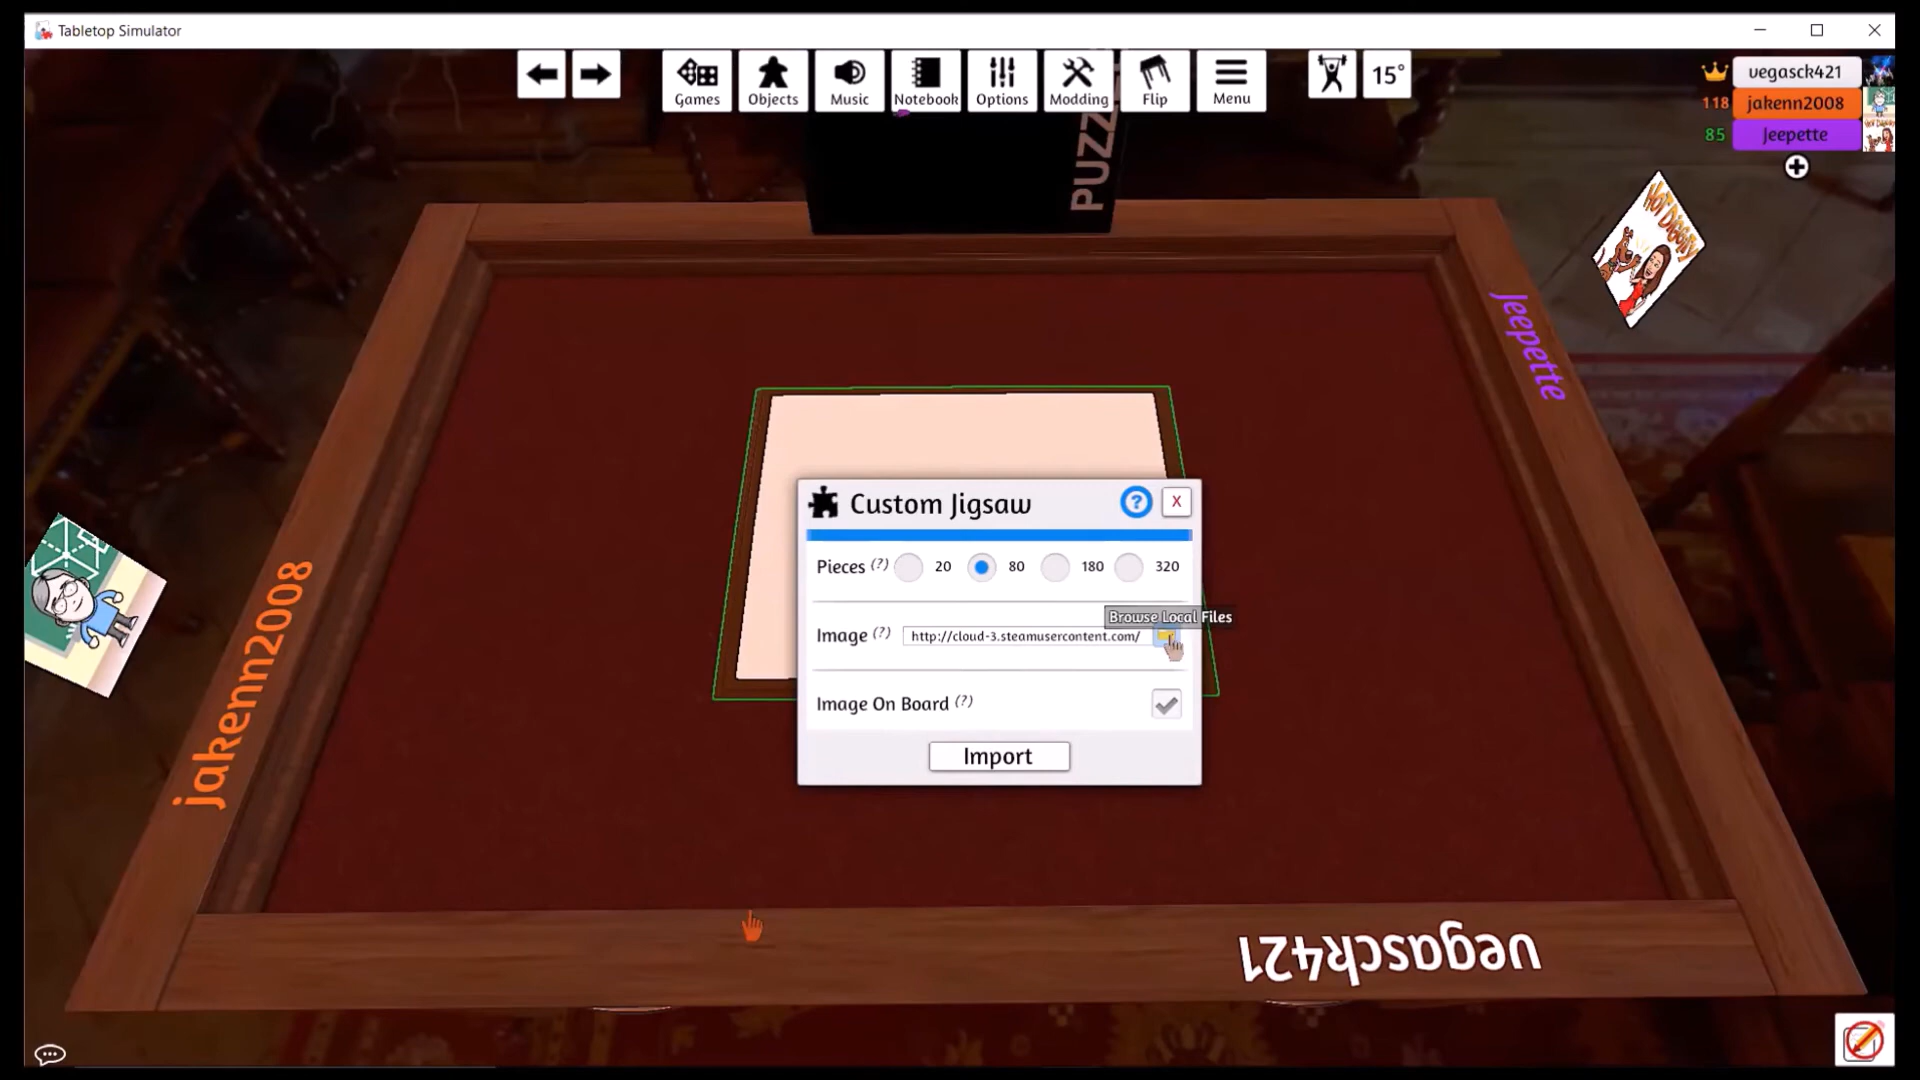 Tabletop Simulator
Games
Objects
Music
Notebook
Options
Modding
Flip
Menu
15°
vegasck421
118 jakenn2008
85 Jeepette
PUZZ
HOT DIGGITY
Jeepette
Custom Jigsaw
?
X
Pieces (?) 20 80 180 320
Browse Local Files
Image (?) http://cloud-3.steamusercontent.com/
Image On Board (?)
Import
jakenn2008
vegasck421